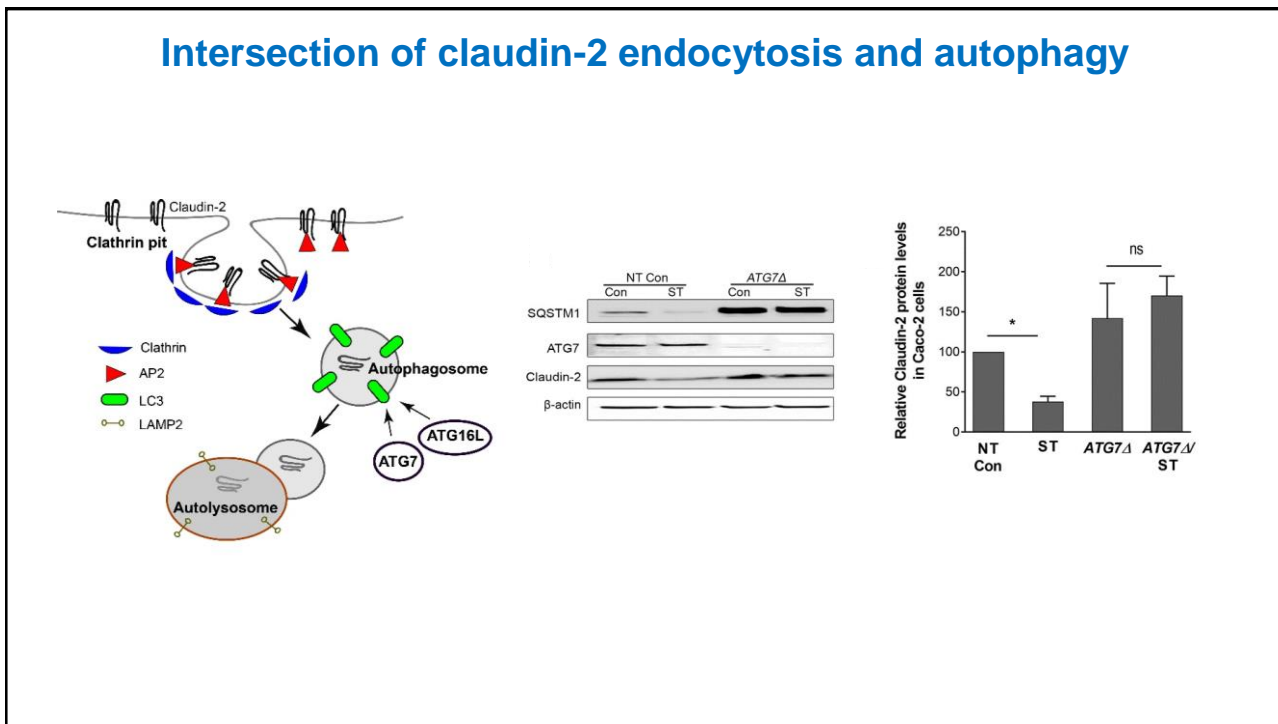 Intersection of claudin-2 endocytosis and autophagy
Claudin-2
Clathrin pit
Clathrin
AP2
LC3
LAMP2
Autophagosome
ATG16L
ATG7
Autolysosome
NT Con ATG7Δ
Con ST Con ST
SQSTM1
ATG7
Claudin-2
β-actin
Relative Claudin-2 protein levels
in Caco-2 cells
250
200
150
100
50
0
*
ns
NT
Con
ST
ATG7Δ
ATG7Δ/
ST